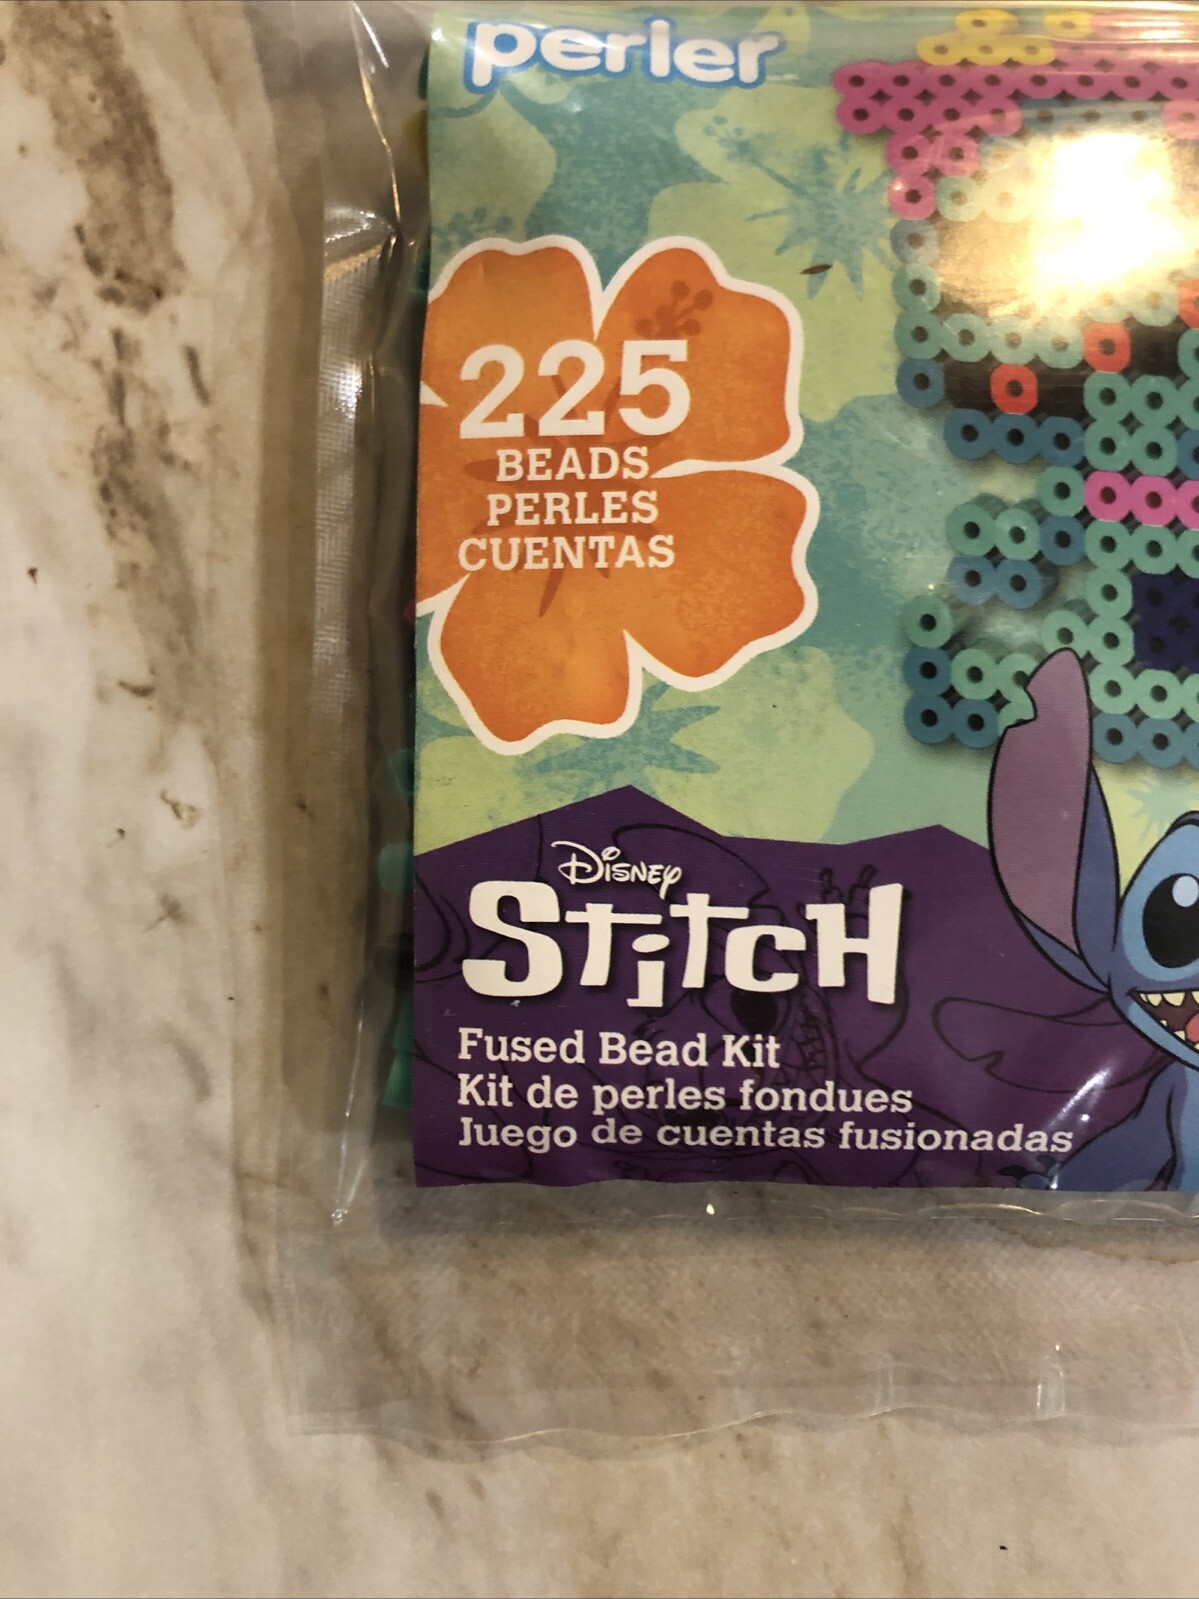 perler
225
BEADS
PERLES
CUENTAS
Disney
Stitch
Fused Bead Kit
Kit de perles fondues
Juego de cuentas fusionadas